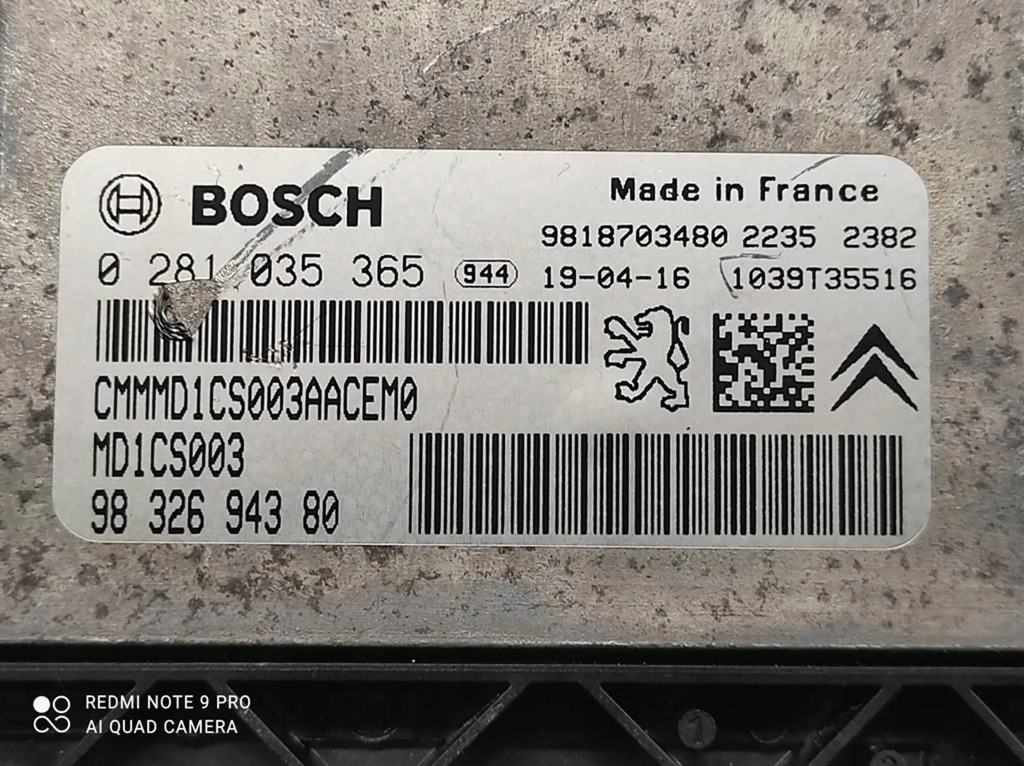 BOSCH
Made in France
9818703480 2235 2382
0 281 035 365 944 19-04-16 1039T35516
CMMMD1CS003AACEM0
MD1CS003
98 326 943 80
REDMI NOTE 9 PRO
AI QUAD CAMERA